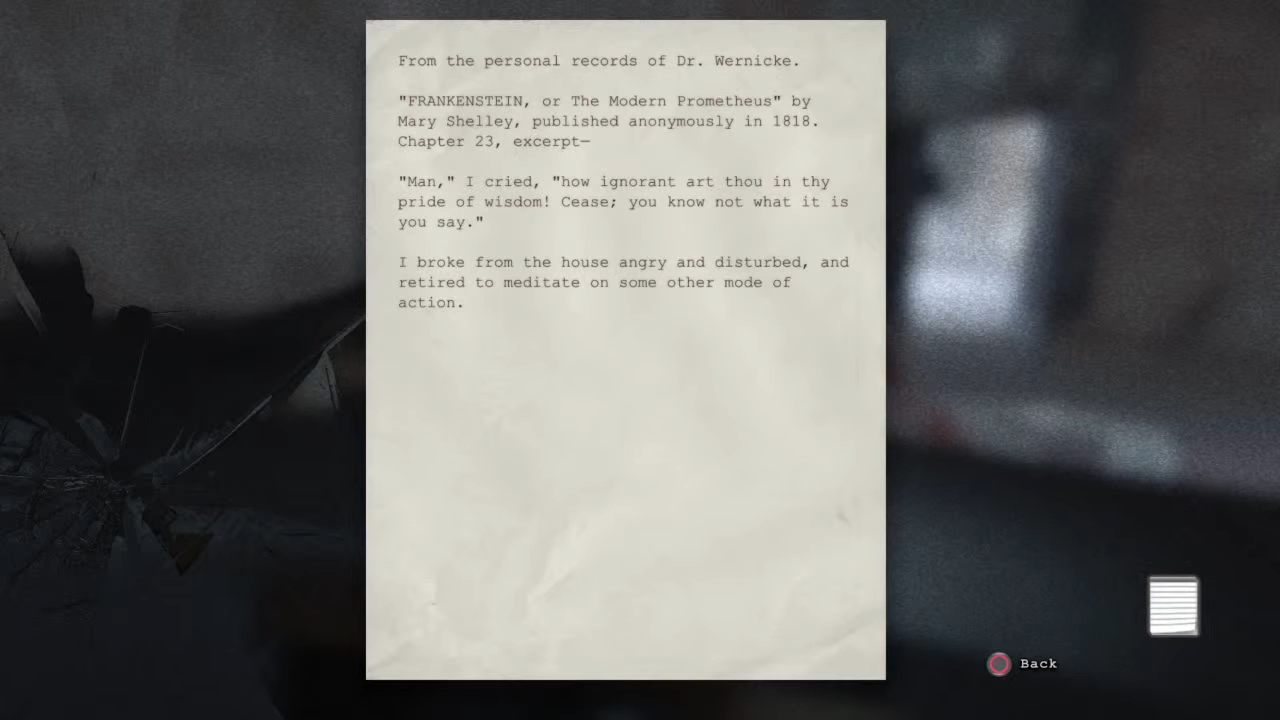 From the personal records of Dr. Wernicke.
"FRANKENSTEIN, or The Modern Prometheus" by
Mary Shelley, published anonymously in 1818.
Chapter 23, excerpt—
"Man," I cried, "how ignorant art thou in thy
pride of wisdom! Cease; you know not what it is
you say."
I broke from the house angry and disturbed, and
retired to meditate on some other mode of
action.
Back